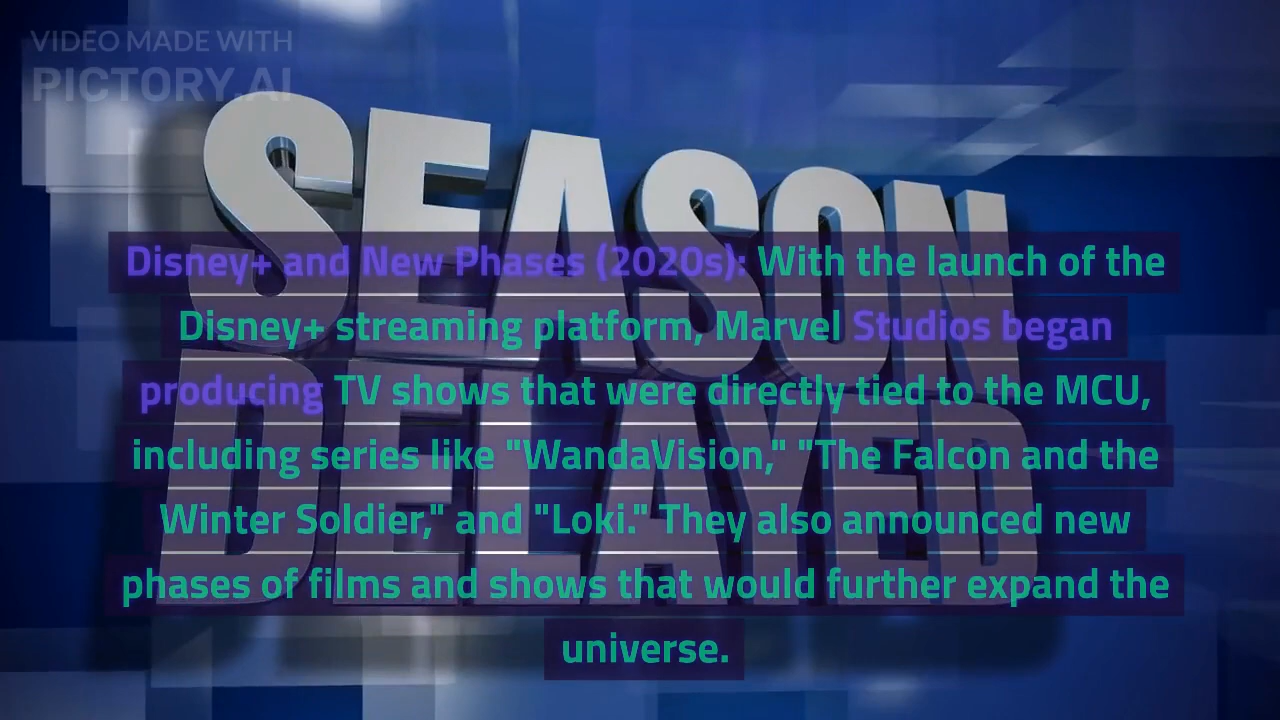 VIDEO MADE WITH
PICTORY.AI
SEASON
DELAYED
Disney+ and New Phases (2020s): With the launch of the
Disney+ streaming platform, Marvel Studios began
producing TV shows that were directly tied to the MCU,
including series like "WandaVision," "The Falcon and the
Winter Soldier," and "Loki." They also announced new
phases of films and shows that would further expand the
universe.